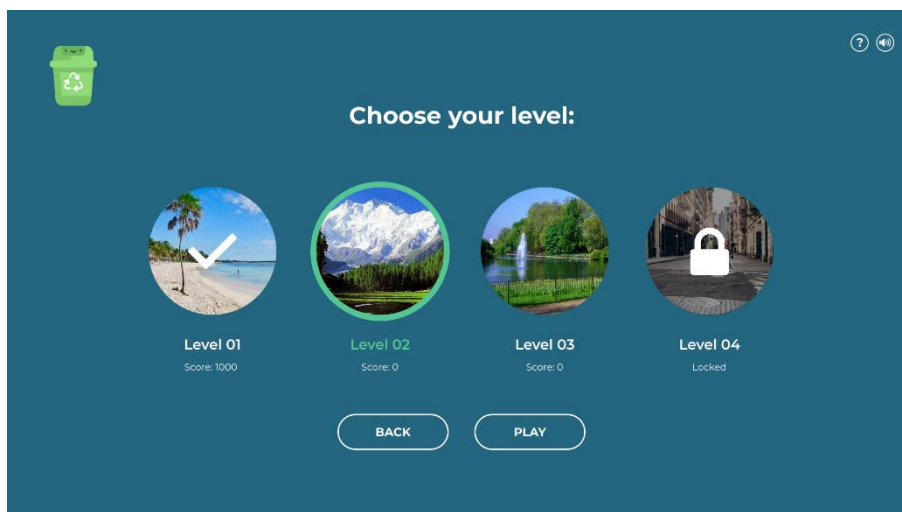 ?
Choose your level:
Level 01
Score: 1000
Level 02
Score: 0
Level 03
Score: 0
Level 04
Locked
BACK
PLAY